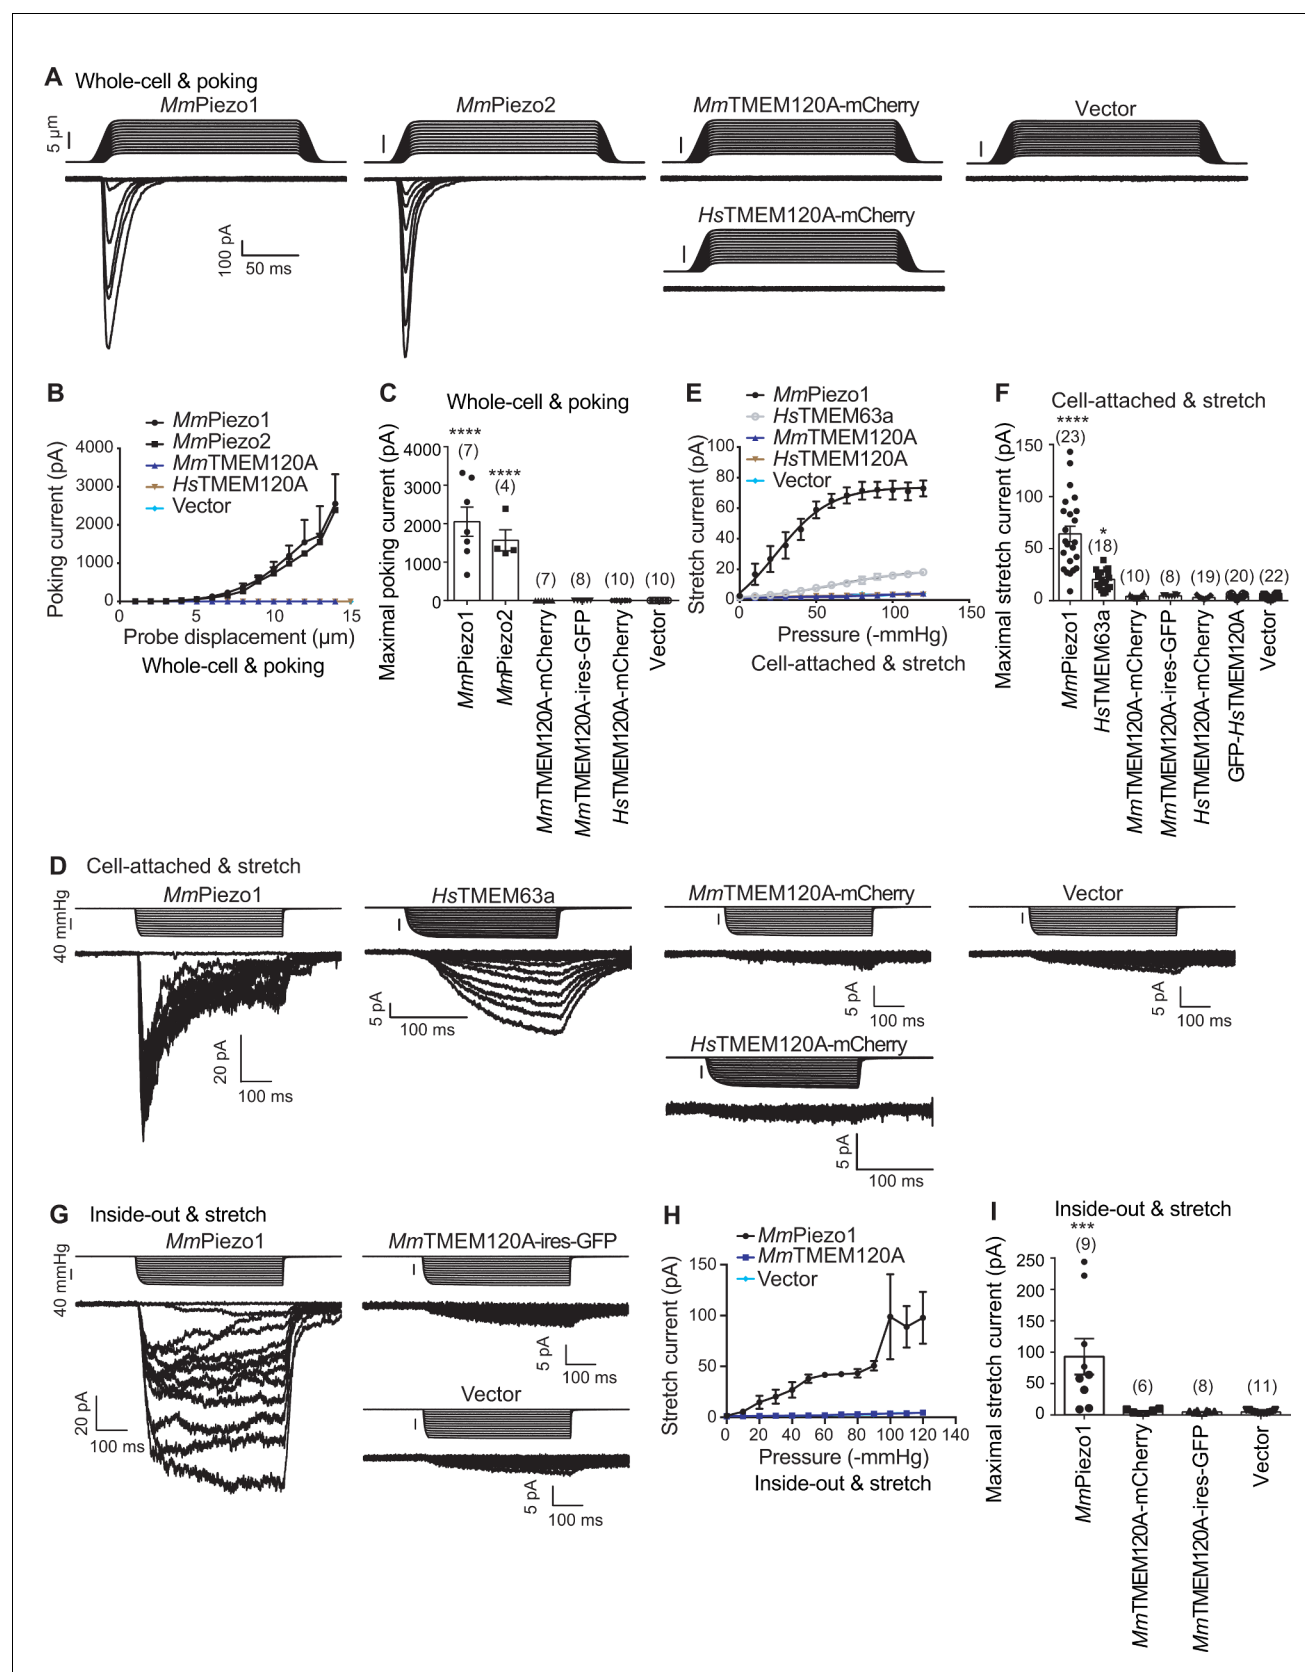 A Whole-cell & poking
MmPiezo1
MmPiezo2
MmTMEM120A-mCherry
Vector
5 µm
HsTMEM120A-mCherry
100 pA
50 ms
B
MmPiezo1
MmPiezo2
MmTMEM120A
HsTMEM120A
Vector
Poking current (pA)
4000
3000
2000
1000
0
0 5 10 15
Probe displacement (µm)
Whole-cell & poking
C Whole-cell & poking
Maximal poking current (pA)
4000
3000
2000
1000
0
**** (7)
**** (4)
(7) (8) (10) (10)
MmPiezo1
MmPiezo2
MmTMEM120A-mCherry
MmTMEM120A-ires-GFP
HsTMEM120A-mCherry
Vector
E
MmPiezo1
HsTMEM63a
MmTMEM120A
HsTMEM120A
Vector
Stretch current (pA)
100
80
60
40
20
0
0 50 100 150
Pressure (-mmHg)
Cell-attached & stretch
F Cell-attached & stretch
Maximal stretch current (pA)
150
100
50
0
**** (23)
* (18)
(10) (8) (19) (20) (22)
MmPiezo1
HsTMEM63a
MmTMEM120A-mCherry
MmTMEM120A-ires-GFP
HsTMEM120A-mCherry
GFP-HsTMEM120A
Vector
D Cell-attached & stretch
MmPiezo1
HsTMEM63a
MmTMEM120A-mCherry
Vector
40 mmHg
20 pA
100 ms
5 pA
100 ms
5 pA
100 ms
5 pA
100 ms
HsTMEM120A-mCherry
5 pA
100 ms
G Inside-out & stretch
MmPiezo1
MmTMEM120A-ires-GFP
40 mmHg
20 pA
100 ms
5 pA
100 ms
Vector
5 pA
100 ms
H
MmPiezo1
MmTMEM120A
Vector
Stretch current (pA)
150
100
50
0
0 20 40 60 80 100 120 140
Pressure (-mmHg)
Inside-out & stretch
I Inside-out & stretch
Maximal stretch current (pA)
250
200
150
100
50
0
*** (9)
(6) (8) (11)
MmPiezo1
MmTMEM120A-mCherry
MmTMEM120A-ires-GFP
Vector